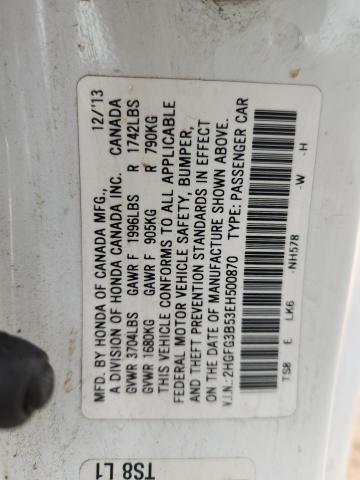 MFD. BY HONDA OF CANADA MFG., 12/'13
A DIVISION OF HONDA CANADA INC. CANADA
GVWR 3704LBS GAWR F 1996LBS R 1742LBS
GVWR 1680KG GAWR F 905KG R 790KG
THIS VEHICLE CONFORMS TO ALL APPLICABLE
FEDERAL MOTOR VEHICLE SAFETY, BUMPER,
AND THEFT PREVENTION STANDARDS IN EFFECT
ON THE DATE OF MANUFACTURE SHOWN ABOVE.
V.I.N.: 2HGFG3B53EH500870 TYPE: PASSENGER CAR
TS8 E LK6 -NH578 -W -H
TS8 L1